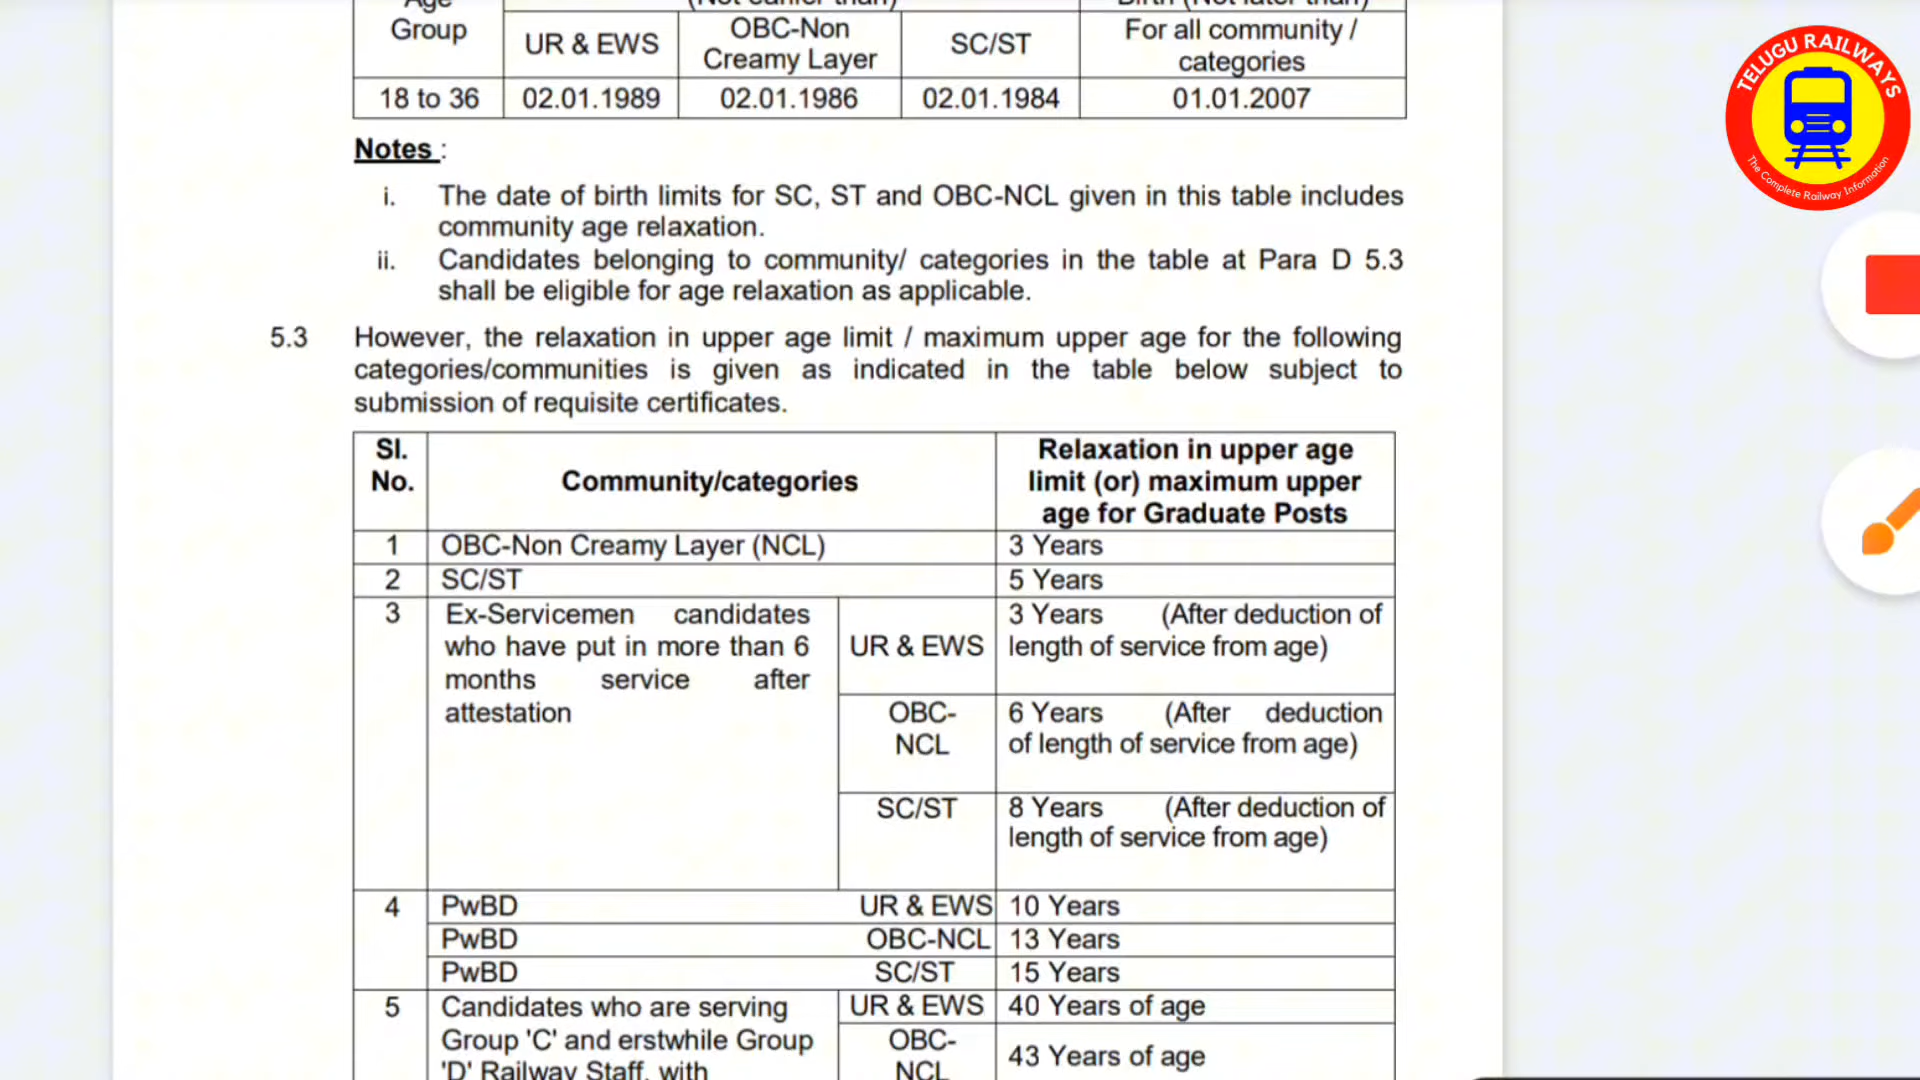 Age
Group
(Not earlier than)
Birth (Not later than)
UR & EWS
OBC-Non
Creamy Layer
SC/ST
For all community /
categories
18 to 36 02.01.1989 02.01.1986 02.01.1984 01.01.2007
Notes :
i. The date of birth limits for SC, ST and OBC-NCL given in this table includes
community age relaxation.
ii. Candidates belonging to community/ categories in the table at Para D 5.3
shall be eligible for age relaxation as applicable.
5.3 However, the relaxation in upper age limit / maximum upper age for the following
categories/communities is given as indicated in the table below subject to
submission of requisite certificates.
Sl.
No.
Community/categories
Relaxation in upper age
limit (or) maximum upper
age for Graduate Posts
1 OBC-Non Creamy Layer (NCL) 3 Years
2 SC/ST 5 Years
3 Ex-Servicemen candidates
who have put in more than 6
months service after
attestation
UR & EWS
3 Years (After deduction of
length of service from age)
OBC-
NCL
6 Years (After deduction
of length of service from age)
SC/ST
8 Years (After deduction of
length of service from age)
4 PwBD UR & EWS 10 Years
PwBD OBC-NCL 13 Years
PwBD SC/ST 15 Years
5 Candidates who are serving
Group 'C' and erstwhile Group
'D' Railway Staff, with
UR & EWS 40 Years of age
OBC-
NCL
43 Years of age
TELUGU RAILWAYS
The Complete Railway Information